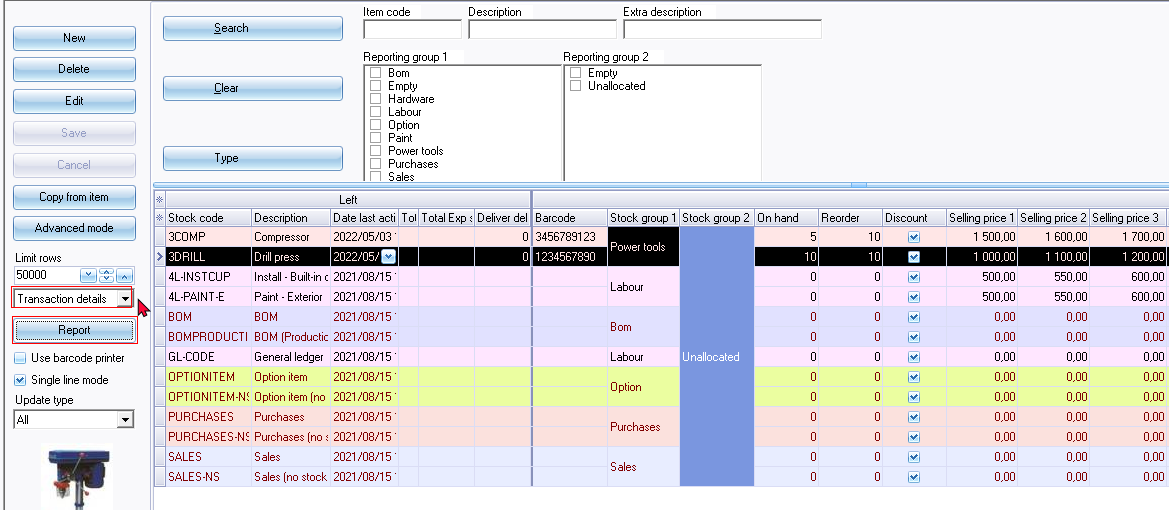 New
Delete
Edit
Save
Cancel
Copy from item
Advanced mode
Limit rows
50000
Transaction details
Report
Use barcode printer
Single line mode
Update type
All
Search
Clear
Type
Item code Description Extra description
Reporting group 1 Reporting group 2
Bom
Empty
Hardware
Labour
Option
Paint
Power tools
Purchases
Sales
Empty
Unallocated
Left
Stock code Description Date last acti Tot Total Exp s Deliver del Barcode Stock group 1 Stock group 2 On hand Reorder Discount Selling price 1 Selling price 2 Selling price 3
3COMP Compressor 2022/05/03 0 3456789123 Power tools 5 10 1 500,00 1 600,00 1 700,00
3DRILL Drill press 2022/05/ 0 1234567890 10 10 1 000,00 1 100,00 1 200,00
4L-INSTCUP Install - Built-in c 2021/08/15 Labour 0 0 500,00 550,00 600,00
4L-PAINT-E Paint - Exterior 2021/08/15 0 0 500,00 550,00 600,00
BOM BOM 2021/08/15 Bom 0 0 0,00 0,00 0,00
BOMPRODUCTI BOM (Productic 2021/08/15 0 0 0,00 0,00 0,00
GL-CODE General ledger 2021/08/15 Labour Unallocated 0 0 0,00 0,00 0,00
OPTIONITEM Option item 2021/08/15 Option 0 0 0,00 0,00 0,00
OPTIONITEM-NS Option item (no 2021/08/15 0 0 0,00 0,00 0,00
PURCHASES Purchases 2021/08/15 Purchases 0 0 0,00 0,00 0,00
PURCHASES-NS Purchases (no s 2021/08/15 0 0 0,00 0,00 0,00
SALES Sales 2021/08/15 Sales 0 0 0,00 0,00 0,00
SALES-NS Sales (no stock 2021/08/15 0 0 0,00 0,00 0,00